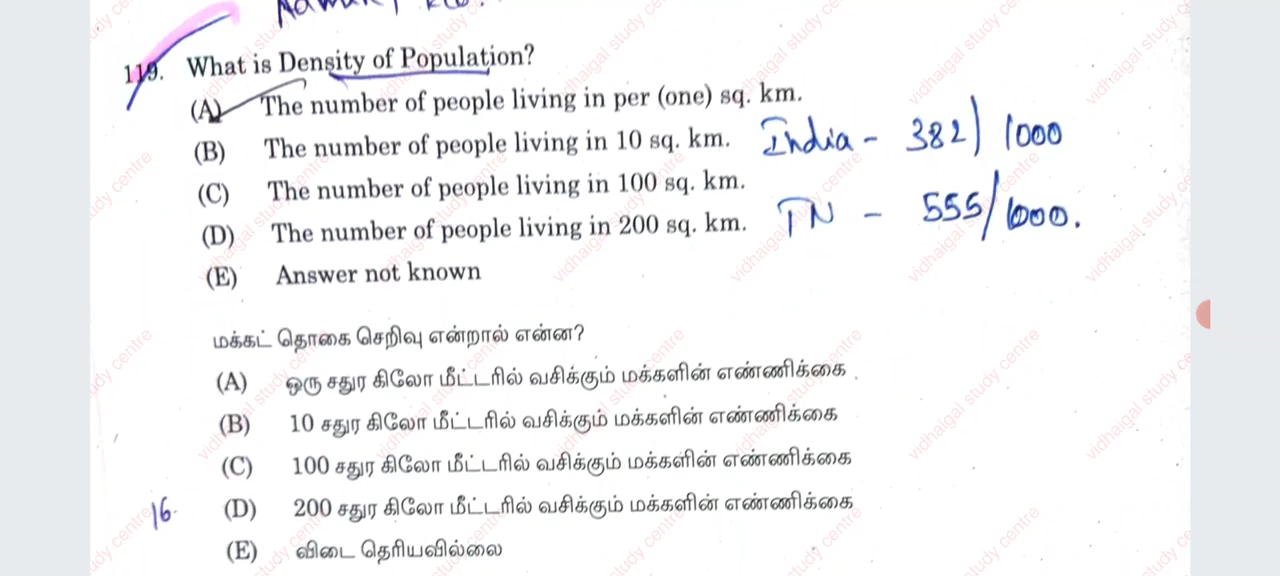 119. What is Density of Population?
(A) The number of people living in per (one) sq. km.
(B) The number of people living in 10 sq. km. India - 382/1000
(C) The number of people living in 100 sq. km.
(D) The number of people living in 200 sq. km. TN - 555/1000.
(E) Answer not known
மக்கட் தொகை செறிவு என்றால் என்ன?
(A) ஒரு சதுர கிலோ மீட்டரில் வசிக்கும் மக்களின் எண்ணிக்கை
(B) 10 சதுர கிலோ மீட்டரில் வசிக்கும் மக்களின் எண்ணிக்கை
(C) 100 சதுர கிலோ மீட்டரில் வசிக்கும் மக்களின் எண்ணிக்கை
16. (D) 200 சதுர கிலோ மீட்டரில் வசிக்கும் மக்களின் எண்ணிக்கை
(E) விடை தெரியவில்லை
vidhaigal study centre